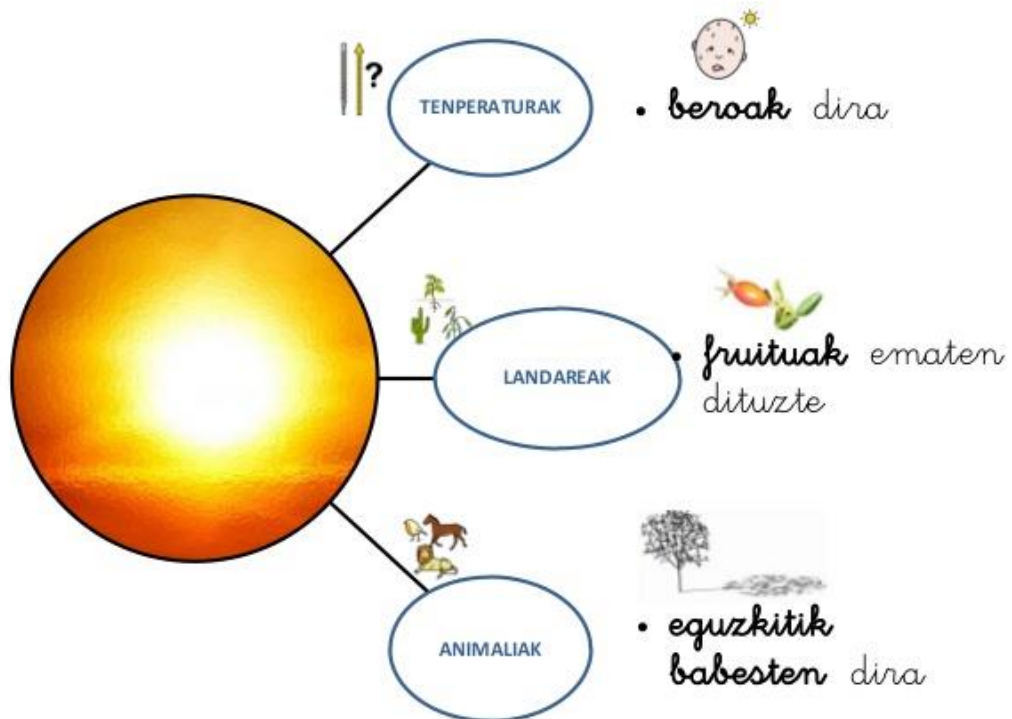 ?
TENPERATURAK
• beroak dira
LANDAREAK
• fruituak ematen
dituzte
ANIMALIAK
• eguzkitik
babesten dira